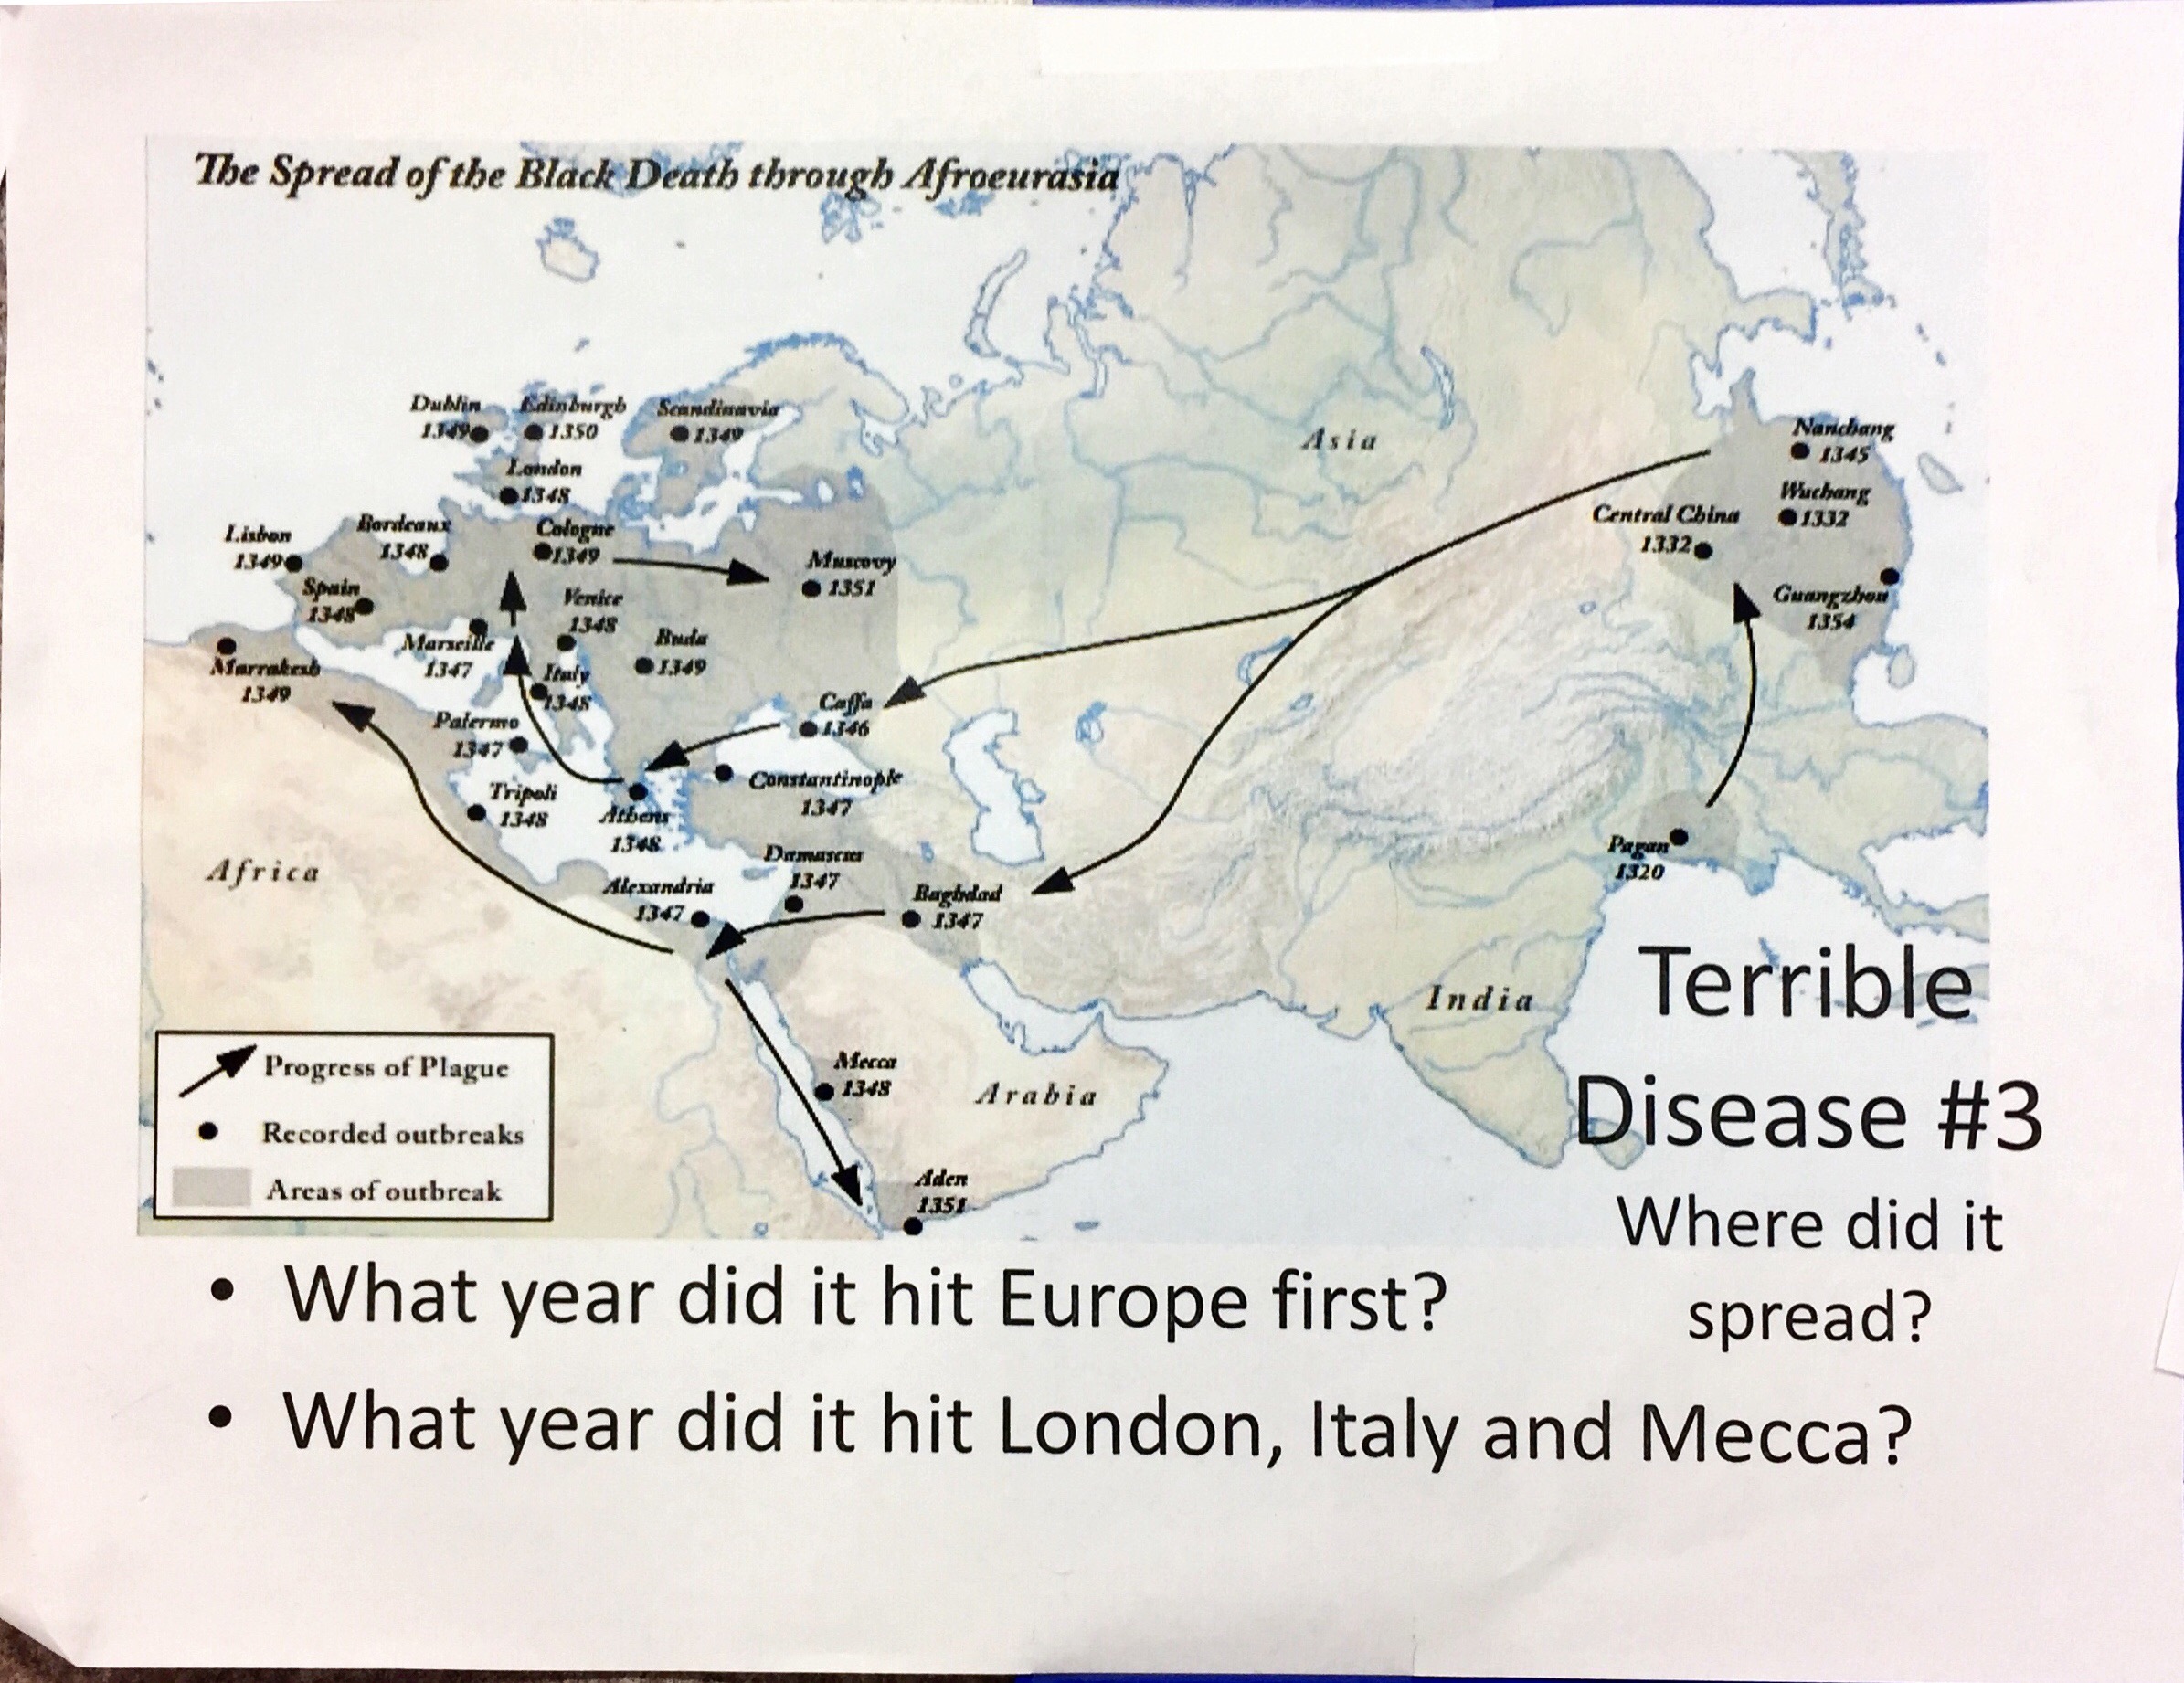 The Spread of the Black Death through Afroeurasia
Dublin
1349
Edinburgh
1350
Scandinavia
1349
London
1348
Lisbon
1349
Bordeaux
1348
Cologne
1349
Spain
1348
Muscovy
1351
Venice
1348
Marseille
1347
Buda
1349
Marrakesh
1349
Italy
1348
Palermo
1347
Caffa
1346
Constantinople
1347
Tripoli
1348
Athens
1348
Damascus
1347
Alexandria
1347
Baghdad
1347
Asia
Nanchang
1345
Wuchang
1332
Central China
1332
Guangzhou
1354
Pagan
1320
Africa
India
Mecca
1348
Arabia
Aden
1351
Progress of Plague
Recorded outbreaks
Areas of outbreak
Terrible
Disease #3
Where did it
spread?
• What year did it hit Europe first?
• What year did it hit London, Italy and Mecca?